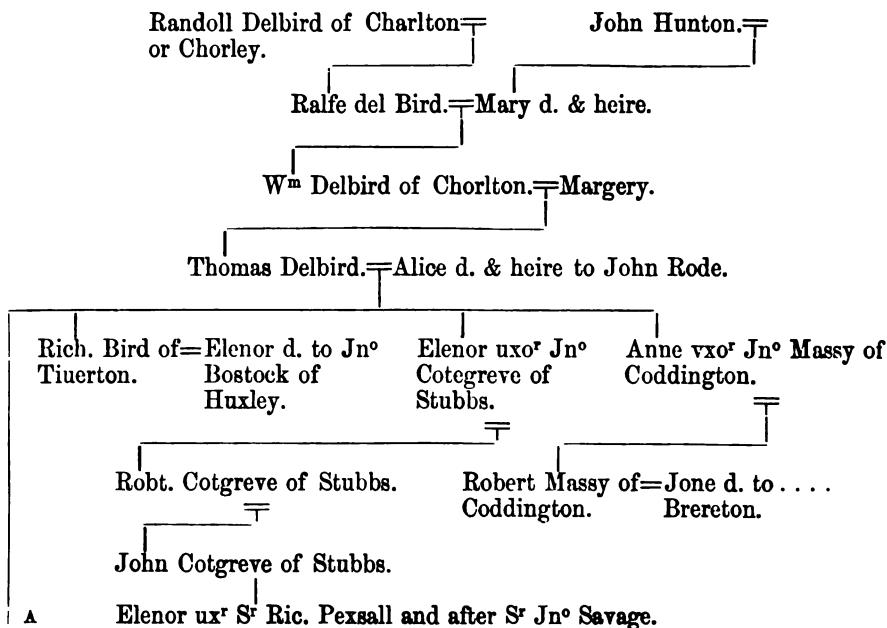 Randoll Delbird of Charlton= John Hunton.=
or Chorley.
Ralfe del Bird.=Mary d. & heire.
Wᵐ Delbird of Chorlton.=Margery.
Thomas Delbird.=Alice d. & heire to John Rode.
Rich. Bird of=Elenor d. to Jnᵒ Elenor uxoʳ Jnᵒ Anne vxoʳ Jnᵒ Massy of
Tiuerton. Bostock of Cotegreve of Coddington.
Huxley. Stubbs.
Robt. Cotgreve of Stubbs. Robert Massy of=Jone d. to . . . .
Coddington. Brereton.
John Cotgreve of Stubbs.
A Elenor uxʳ Sʳ Ric. Pexsall and after Sʳ Jnᵒ Savage.